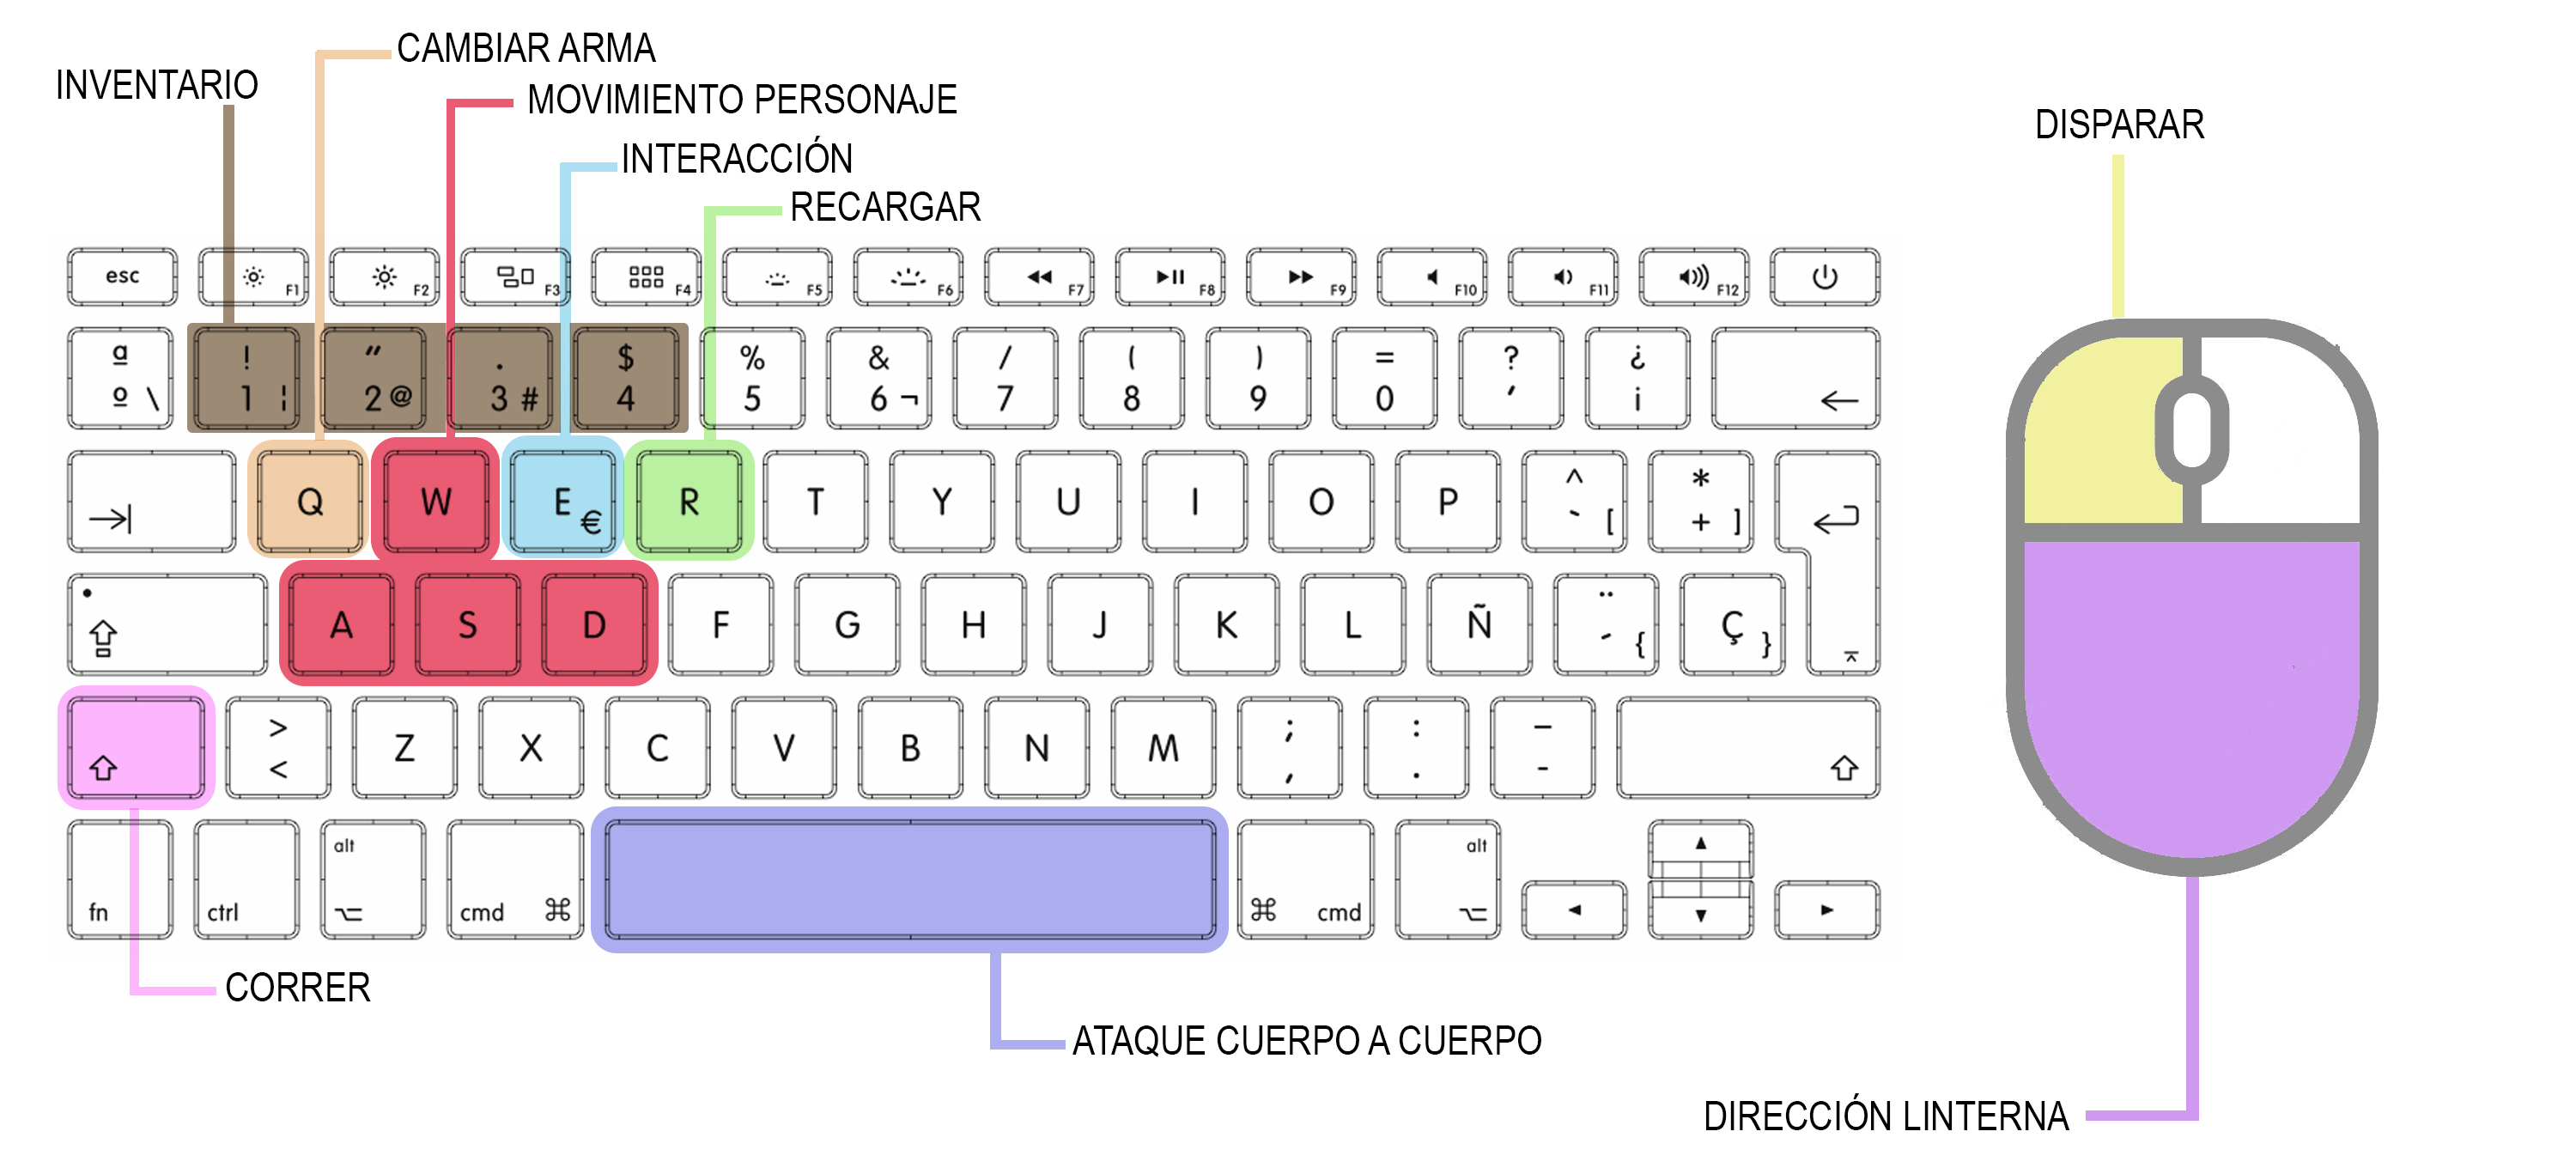 CAMBIAR ARMA
INVENTARIO
MOVIMIENTO PERSONAJE
DISPARAR
INTERACCIÓN
RECARGAR
esc F1 F2 F3 F4 F5 F6 F7 F8 F9 F10 F11 F12
ª ! " . $ % & / ( ) = ? ¿
º \ 1 ¦ 2 @ 3 # 4 5 6 ¬ 7 8 9 0 ' ¡
Q W E € R T Y U I O P ^ ` [ * + ]
A S D F G H J K L Ñ ¨ ´ { Ç }
> < Z X C V B N M ; , : . _ -
alt alt
fn ctrl cmd ⌘ ⌘ cmd
CORRER
ATAQUE CUERPO A CUERPO
DIRECCIÓN LINTERNA